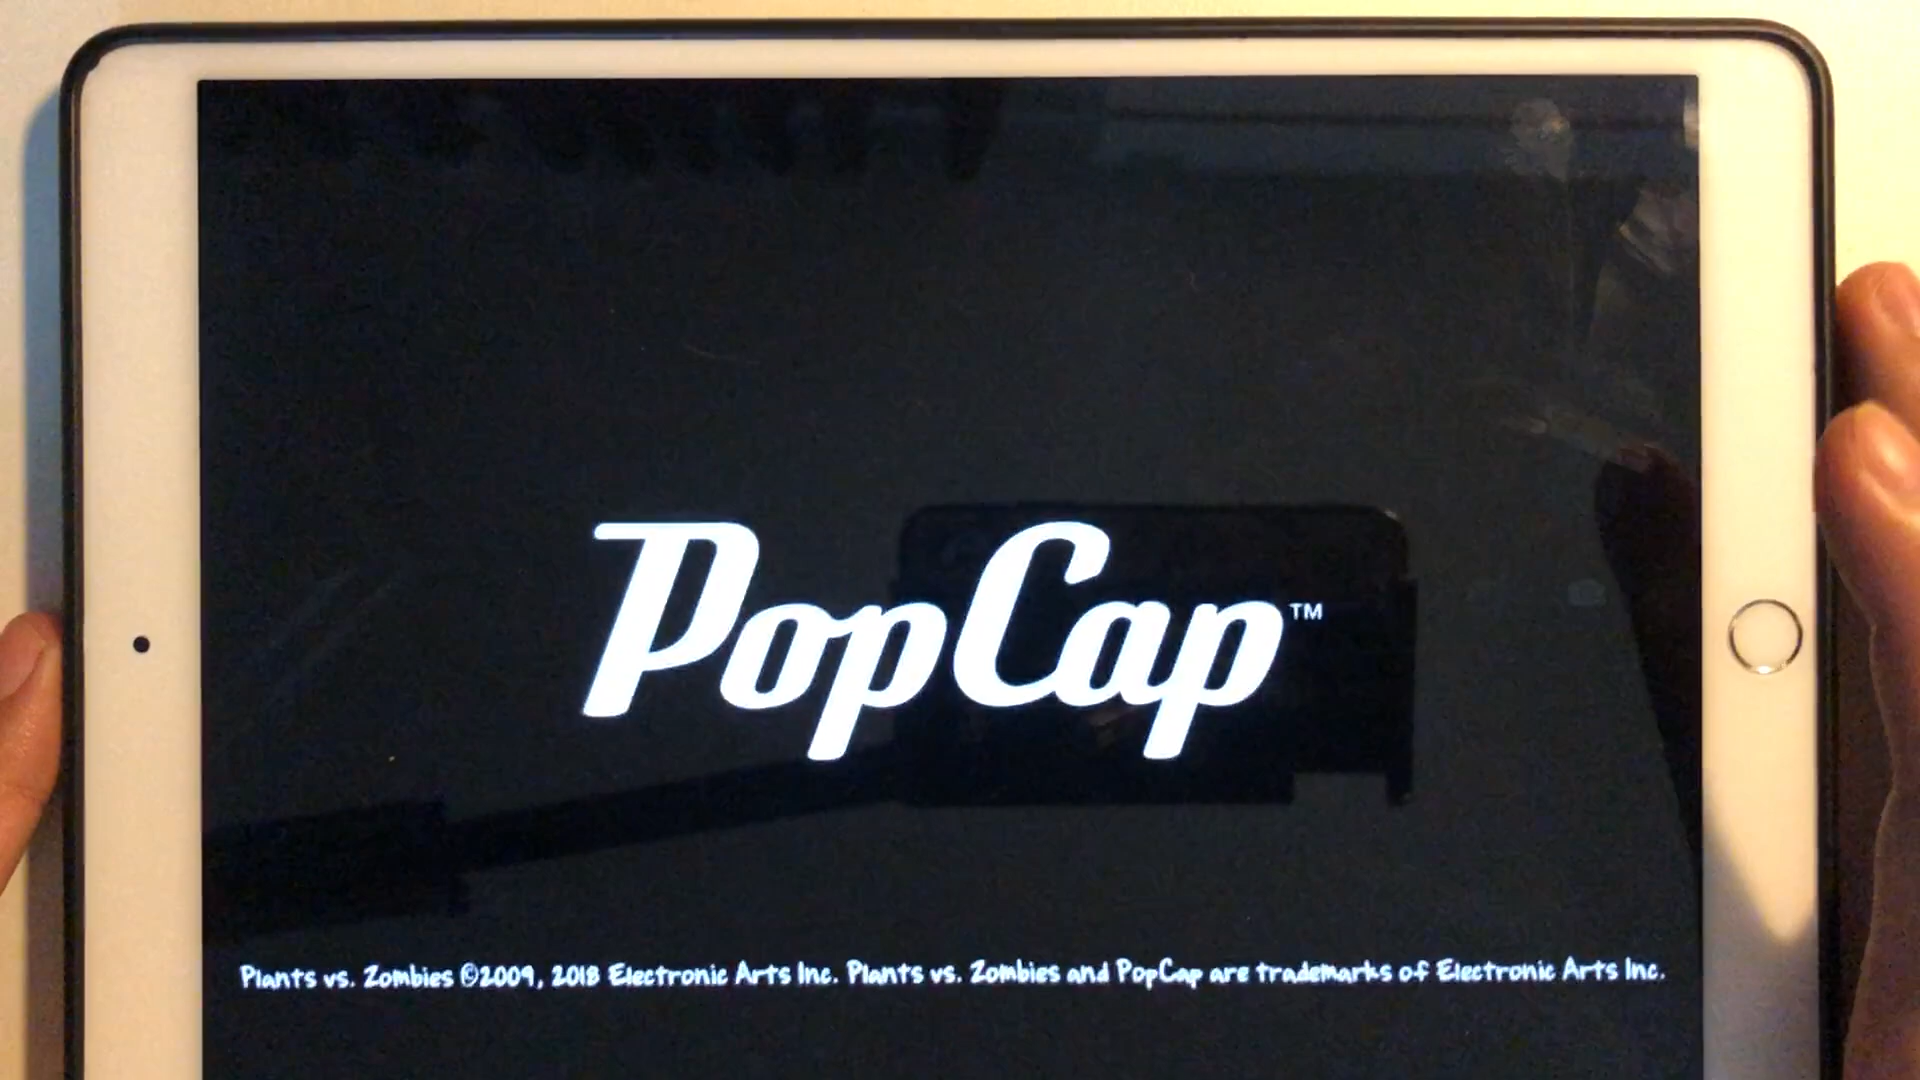 PopCap™
Plants vs. Zombies ©2009, 2018 Electronic Arts Inc. Plants vs. Zombies and PopCap are trademarks of Electronic Arts Inc.